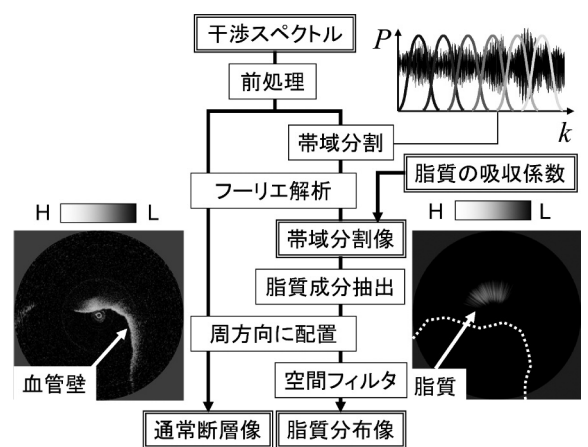 干渉スペクトル
前処理
P
k
帯域分割
脂質の吸収係数
フーリエ解析
H
L
H
L
帯域分割像
脂質成分抽出
周方向に配置
血管壁
空間フィルタ
脂質
通常断層像
脂質分布像